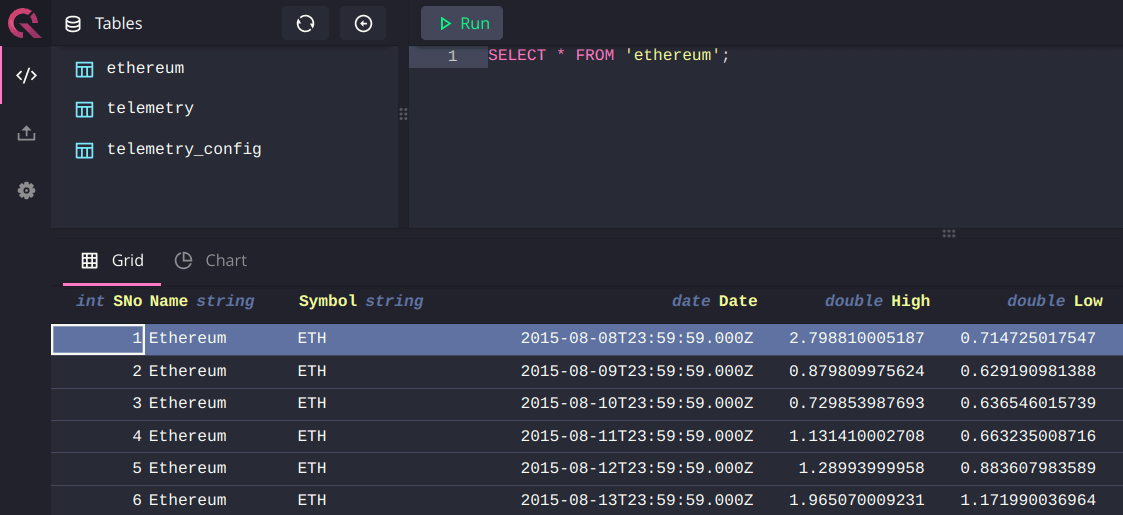 Tables
Run
ethereum
telemetry
telemetry_config
1 SELECT * FROM 'ethereum';
Grid Chart
int SNo Name string Symbol string date Date double High double Low
1 Ethereum ETH 2015-08-08T23:59:59.000Z 2.798810005187 0.714725017547
2 Ethereum ETH 2015-08-09T23:59:59.000Z 0.879809975624 0.629190981388
3 Ethereum ETH 2015-08-10T23:59:59.000Z 0.729853987693 0.636546015739
4 Ethereum ETH 2015-08-11T23:59:59.000Z 1.131410002708 0.663235008716
5 Ethereum ETH 2015-08-12T23:59:59.000Z 1.28993999958 0.883607983589
6 Ethereum ETH 2015-08-13T23:59:59.000Z 1.965070009231 1.171990036964